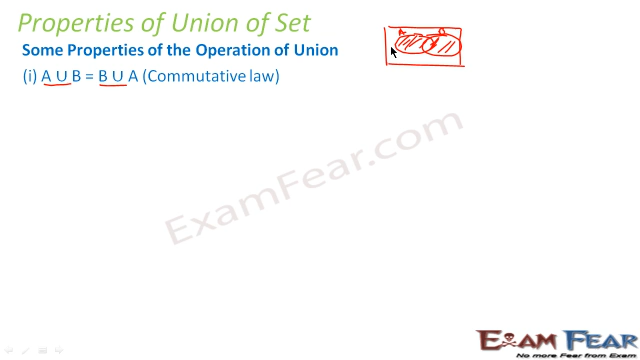 Properties of Union of Set
Some Properties of the Operation of Union
(i) A ∪ B = B ∪ A (Commutative law)
A
ExamFear.com
EXAM FEAR
No more Fear from Exam